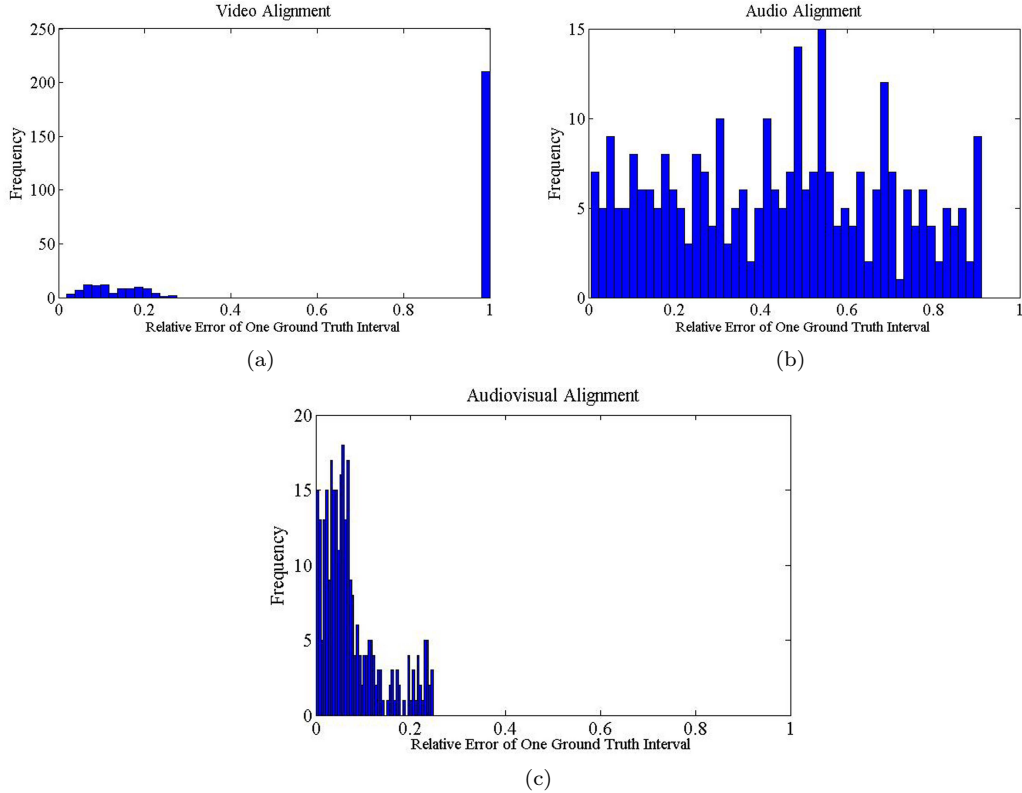 Video Alignment
250
200
150
100
50
0
Frequency
0 0.2 0.4 0.6 0.8 1
Relative Error of One Ground Truth Interval
(a)
Audio Alignment
15
10
5
0
Frequency
0 0.2 0.4 0.6 0.8 1
Relative Error of One Ground Truth Interval
(b)
Audiovisual Alignment
20
15
10
5
0
Frequency
0 0.2 0.4 0.6 0.8 1
Relative Error of One Ground Truth Interval
(c)